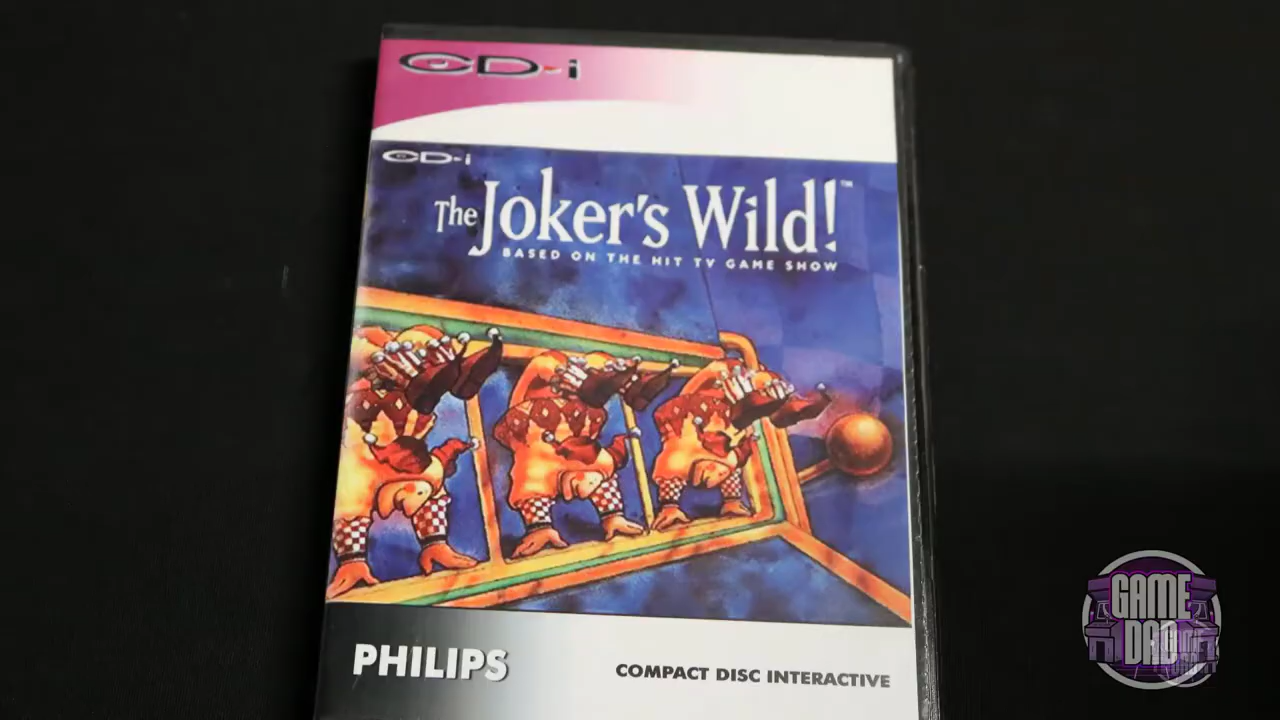 CD-i
CD-i
The Joker's Wild!™
BASED ON THE HIT TV GAME SHOW
PHILIPS
COMPACT DISC INTERACTIVE
GAME
DAD